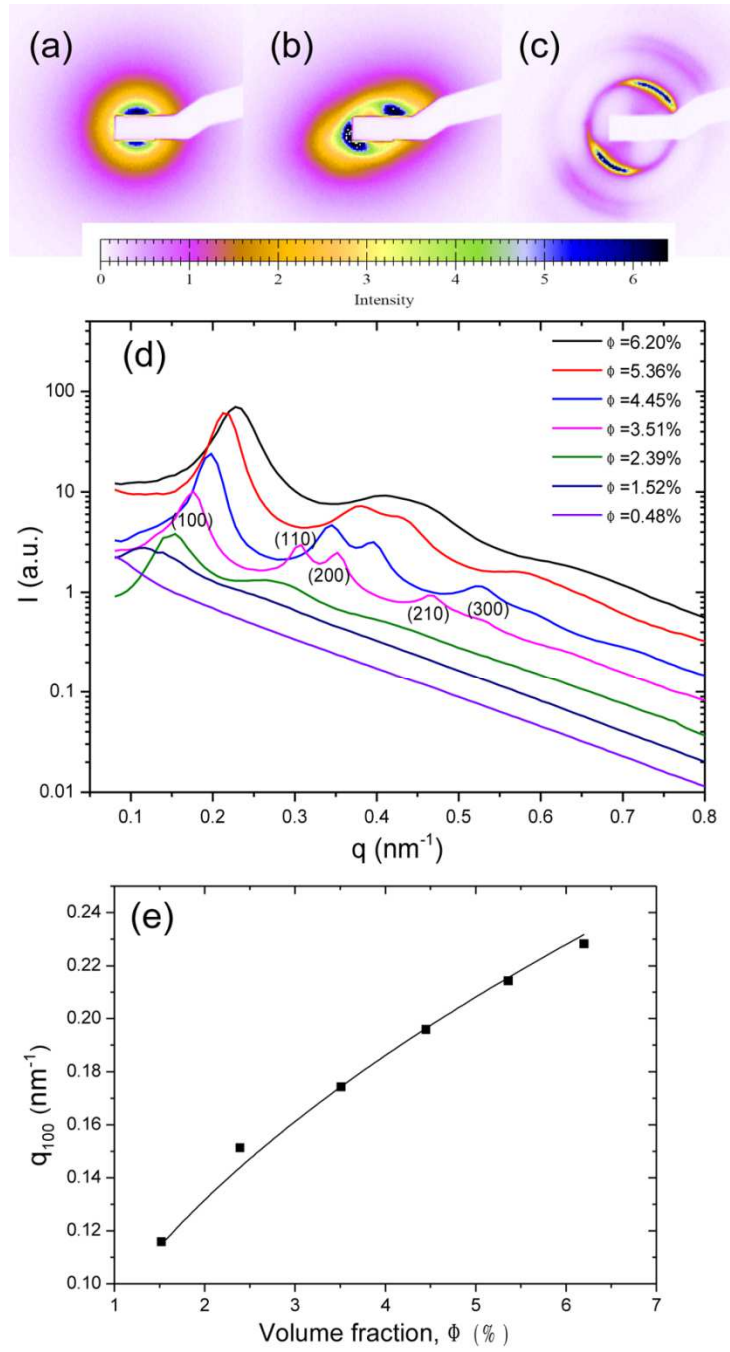 (a) (b) (c)
0 1 2 3 4 5 6
Intensity
(d)
ϕ =6.20%
ϕ =5.36%
ϕ =4.45%
ϕ =3.51%
ϕ =2.39%
ϕ =1.52%
ϕ =0.48%
100
10
1
0.1
0.01
I (a.u.)
(100)
(110)
(200)
(210)
(300)
0.1 0.2 0.3 0.4 0.5 0.6 0.7 0.8
q (nm⁻¹)
(e)
0.24
0.22
0.20
0.18
0.16
0.14
0.12
0.10
q₁₀₀ (nm⁻¹)
1 2 3 4 5 6 7
Volume fraction, Φ (%)